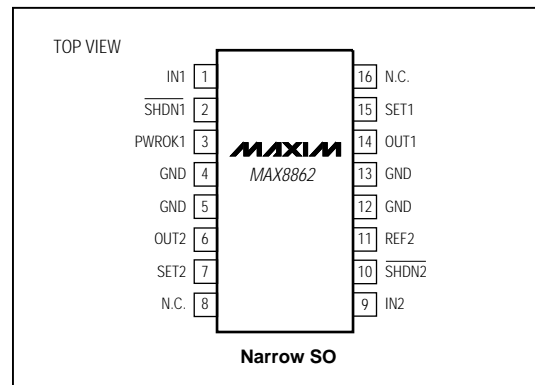 TOP VIEW
IN1 1 16 N.C.
SHDN1 2 15 SET1
PWROK1 3 14 OUT1
MAXIM
GND 4 MAX8862 13 GND
GND 5 12 GND
OUT2 6 11 REF2
SET2 7 10 SHDN2
N.C. 8 9 IN2
Narrow SO